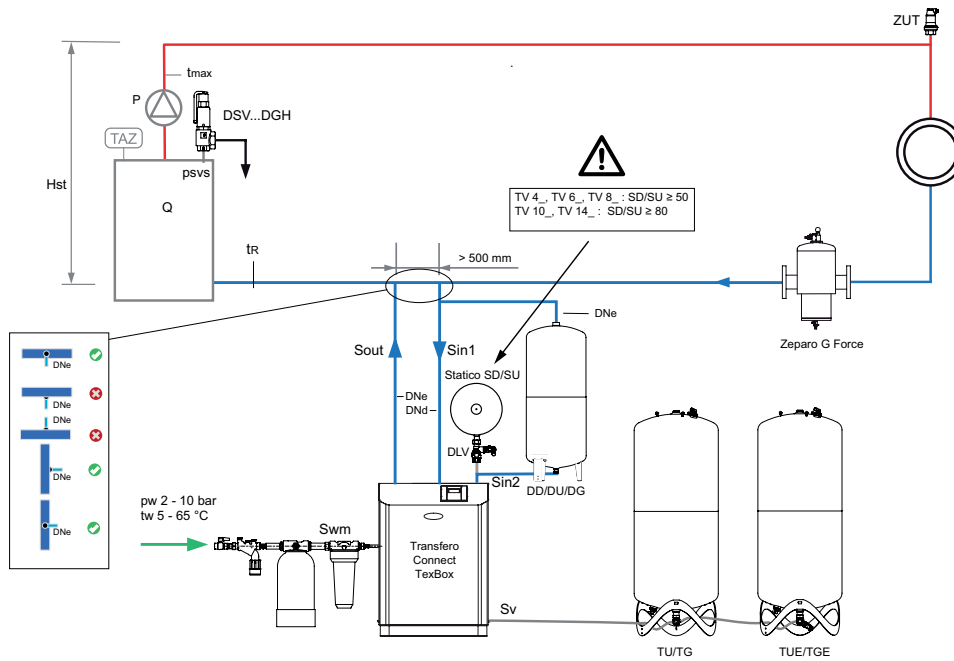 ZUT
tmax
P
DSV...DGH
TAZ
psvs
Hst
Q
TV 4_, TV 6_, TV 8_ : SD/SU ≥ 50
TV 10_, TV 14_ : SD/SU ≥ 80
tR
> 500 mm
DNe
Zeparo G Force
Sout
Sin1
Statico SD/SU
DNe
DNd
DLV
Sin2
DD/DU/DG
DNe
DNe
DNe
DNe
DNe
pw 2 - 10 bar
tw 5 - 65 °C
Swm
Transfero
Connect
TexBox
Sv
TU/TG
TUE/TGE